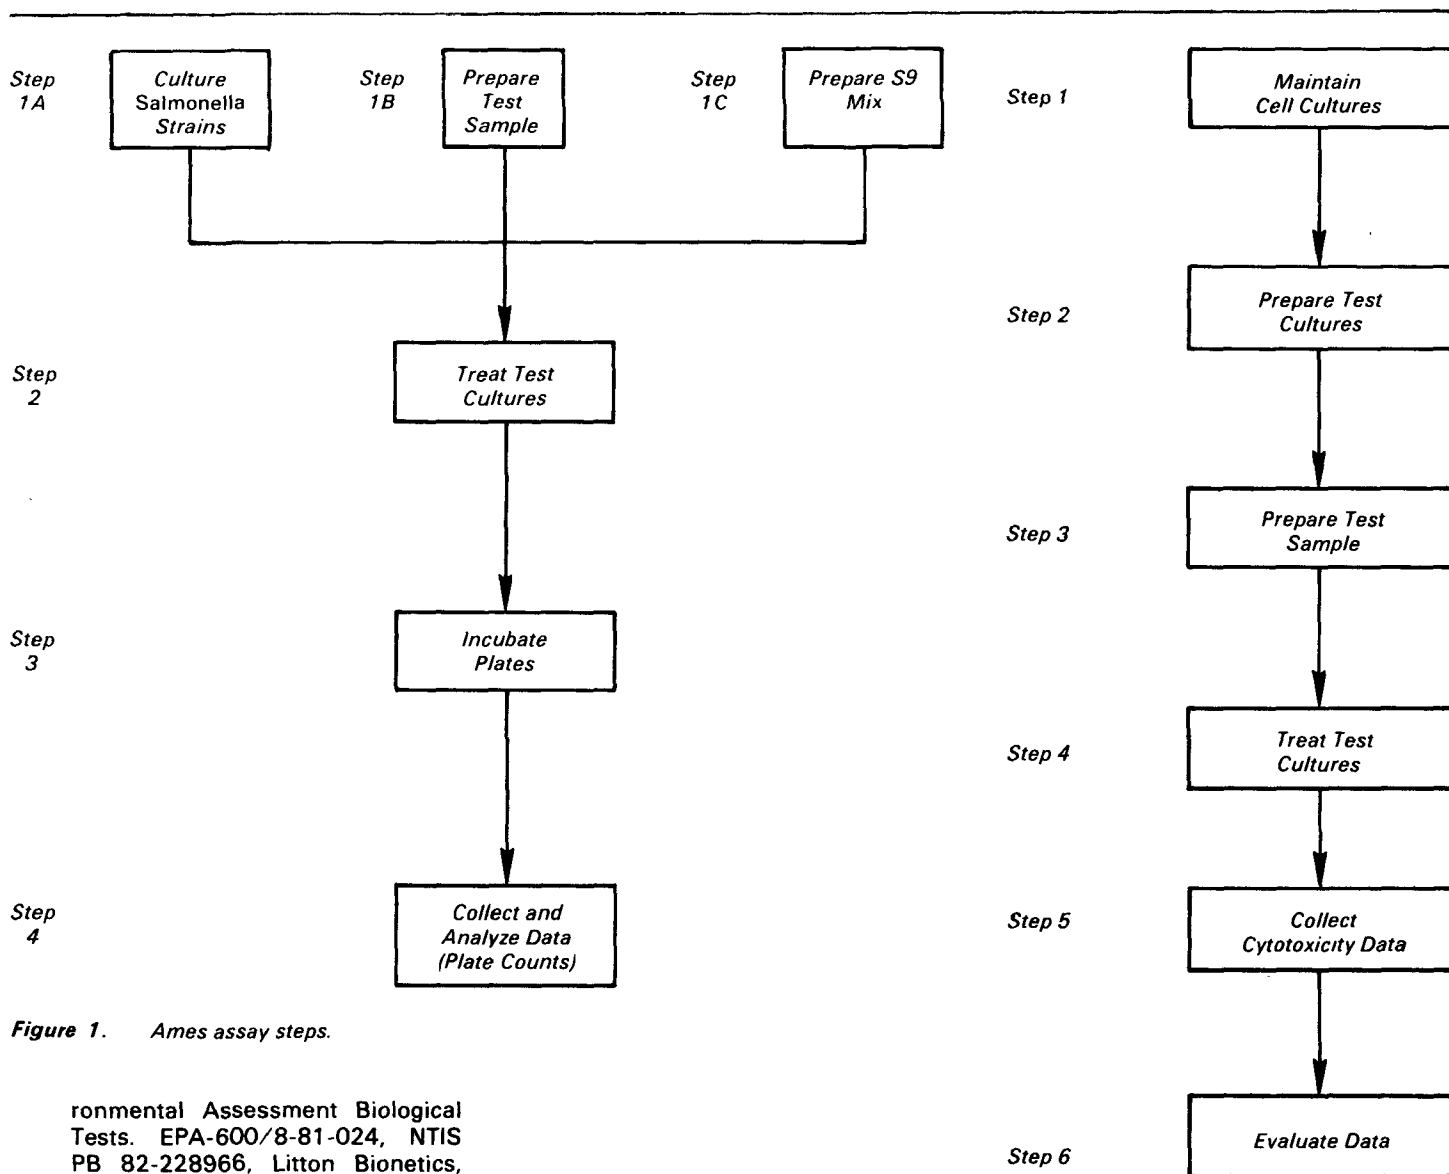 Step
1A
Culture
Salmonella
Strains
Step
1B
Prepare
Test
Sample
Step
1C
Prepare S9
Mix
Step
2
Treat Test
Cultures
Step
3
Incubate
Plates
Step
4
Collect and
Analyze Data
(Plate Counts)
Figure 1. Ames assay steps.
ronmental Assessment Biological
Tests. EPA-600/8-81-024, NTIS
PB 82-228966, Litton Bionetics,
Step 1
Maintain
Cell Cultures
Step 2
Prepare Test
Cultures
Step 3
Prepare Test
Sample
Step 4
Treat Test
Cultures
Step 5
Collect
Cytotoxicity Data
Step 6
Evaluate Data